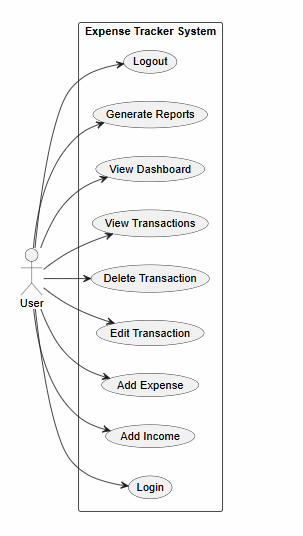 Expense Tracker System
Logout
Generate Reports
View Dashboard
View Transactions
Delete Transaction
User
Edit Transaction
Add Expense
Add Income
Login